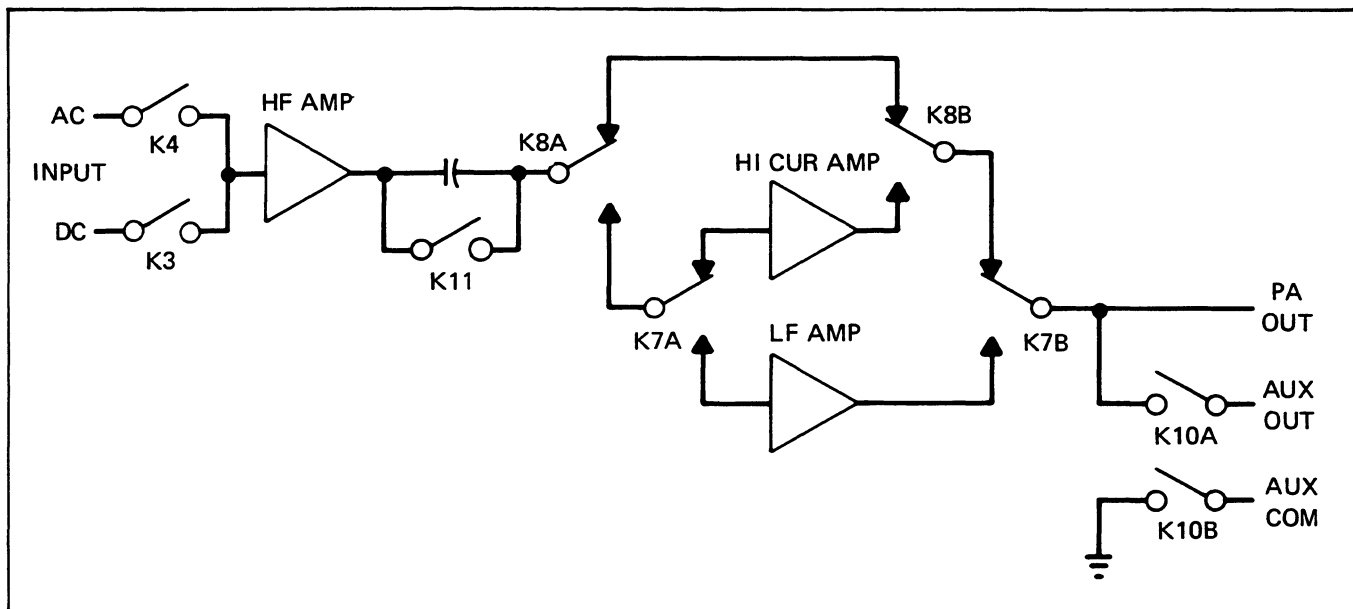 AC
K4
INPUT
DC
K3
HF AMP
K11
K8A
K8B
HI CUR AMP
K7A
LF AMP
K7B
PA
OUT
AUX
OUT
K10A
AUX
COM
K10B